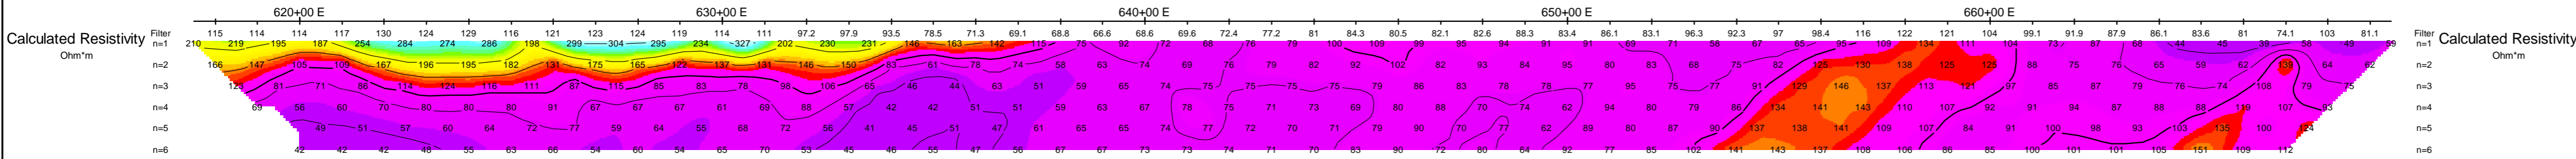 620+00 E 630+00 E 640+00 E 650+00 E 660+00 E
Calculated Resistivity Filter 115 114 114 117 130 124 129 116 121 123 124 119 114 111 97.2 97.9 93.5 78.5 71.3 69.1 68.8 66.6 68.6 69.6 72.4 77.2 81 84.3 80.5 82.1 82.6 88.3 88.4 91.1 83.1 96.3 92.3 97 98.4 116 122 121 104 99.1 91.9 87.9 86.1 83.6 81 74.1 103 81.1 Filter Calculated Resistivity
Ohm*m n=1 210 219 195 187 254 284 274 286 198 299 304 295 234 327 202 230 231 146 163 142 115 75 92 72 68 76 79 100 109 99 95 94 91 91 69 71 58 67 65 95 109 134 111 104 73 87 68 44 45 39 58 49 59 n=1 Ohm*m
n=2 166 147 105 109 167 196 195 182 131 175 165 122 137 131 146 150 83 61 78 74 58 63 74 69 76 79 82 92 102 82 93 84 95 80 83 68 75 82 125 130 138 125 125 88 75 76 65 59 62 139 64 62 n=2
n=3 123 81 71 86 114 124 116 111 87 115 85 83 78 98 106 65 46 44 63 51 59 65 74 75 75 75 75 79 86 83 78 78 77 95 75 77 91 129 146 137 113 121 97 85 87 79 76 74 108 79 75 n=3
n=4 69 56 60 70 80 80 80 91 67 67 67 61 69 88 57 42 42 51 51 59 63 87 78 75 71 73 69 80 88 70 74 62 94 80 79 86 134 141 143 110 107 92 91 94 87 88 88 110 107 93 n=4
n=5 49 51 57 60 64 72 77 59 64 55 68 72 56 41 45 51 47 61 65 65 74 77 72 70 71 79 90 70 77 62 89 80 87 90 137 138 141 109 107 84 91 100 98 93 103 135 100 124 n=5
n=6 42 42 42 48 55 63 66 54 60 54 65 70 53 45 46 55 47 56 67 67 73 73 74 71 70 83 90 72 80 64 92 77 85 102 141 143 137 108 106 86 85 100 101 101 105 151 109 112 n=6